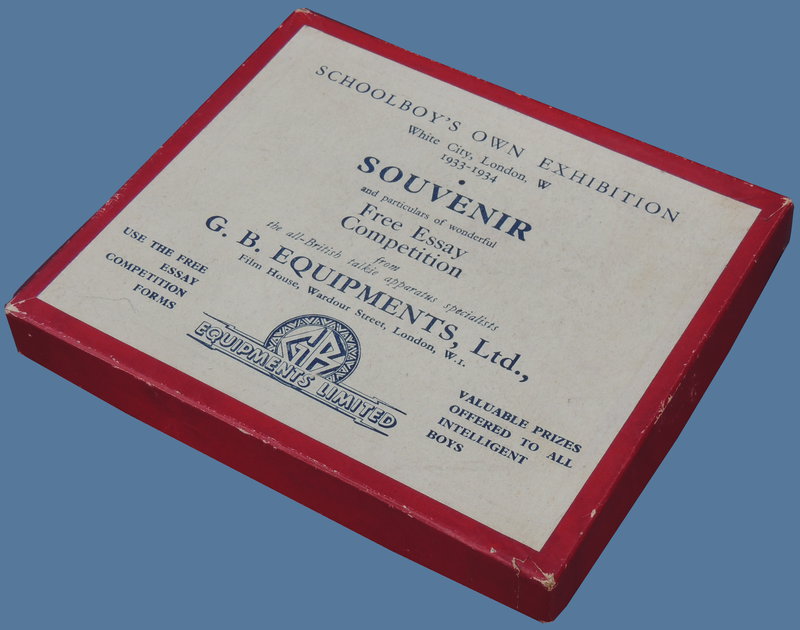 SCHOOLBOY'S OWN EXHIBITION
White City, London, W
1933-1934
SOUVENIR
and particulars of wonderful
Free Essay
Competition
from
the all-British talkie apparatus specialists
G. B. EQUIPMENTS, Ltd.,
Film House, Wardour Street, London, W.1.
USE THE FREE
ESSAY
COMPETITION
FORMS
GB
EQUIPMENTS LIMITED
VALUABLE PRIZES
OFFERED TO ALL
INTELLIGENT
BOYS